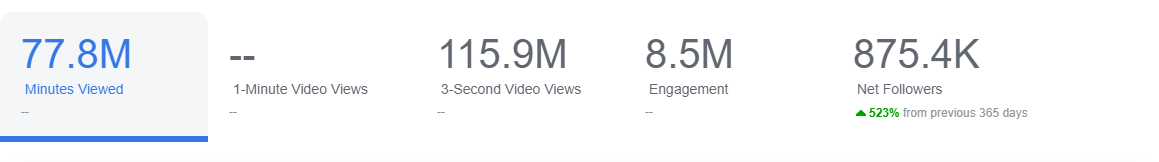 77.8M
Minutes Viewed
--
--
1-Minute Video Views
--
115.9M
3-Second Video Views
--
8.5M
Engagement
--
875.4K
Net Followers
523% from previous 365 days